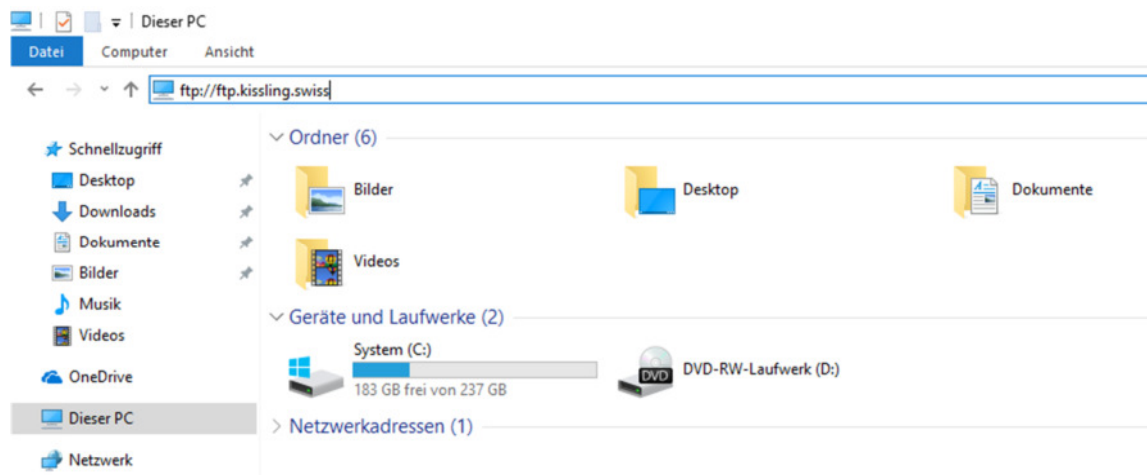 Dieser PC
Datei Computer Ansicht
ftp://ftp.kissling.swiss
Schnellzugriff
Desktop
Downloads
Dokumente
Bilder
Musik
Videos
OneDrive
Dieser PC
Netzwerk
Ordner (6)
Bilder
Desktop
Dokumente
Videos
Geräte und Laufwerke (2)
System (C:)
183 GB frei von 237 GB
DVD
DVD-RW-Laufwerk (D:)
Netzwerkadressen (1)